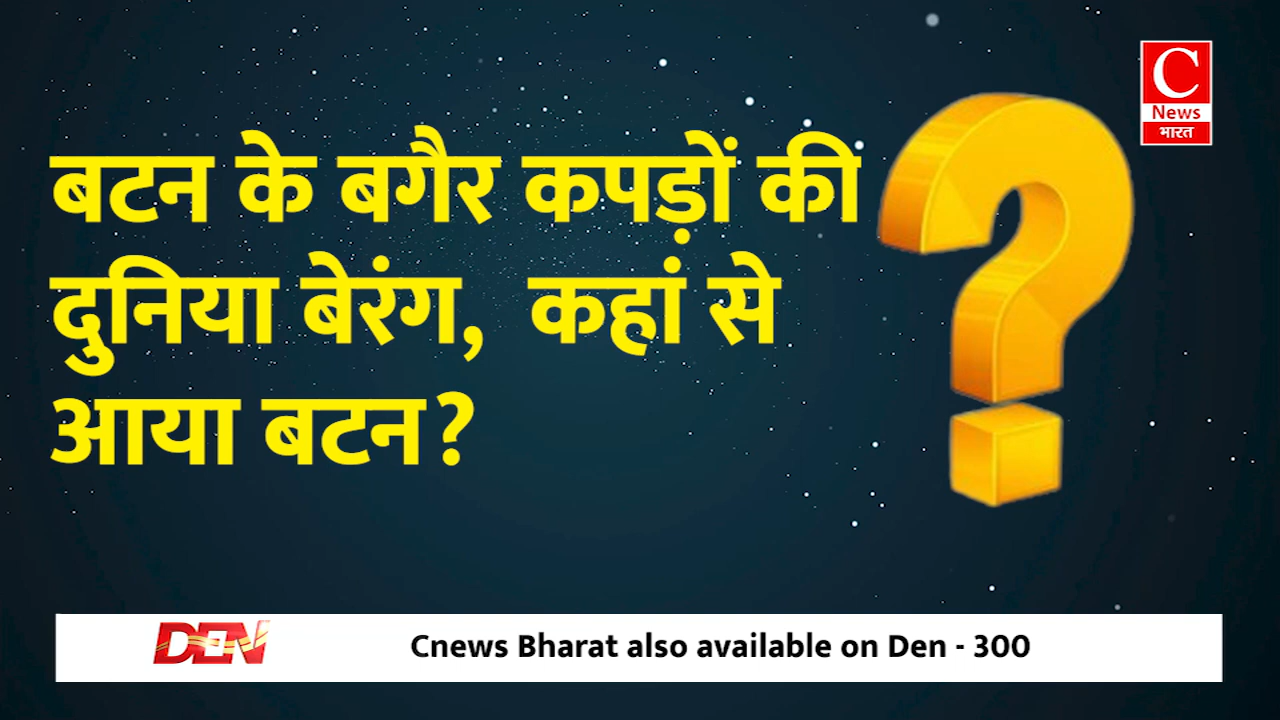 बटन के बगैर कपड़ों की
दुनिया बेरंग, कहां से
आया बटन?
?
C
News
भारत
DEN
Cnews Bharat also available on Den - 300